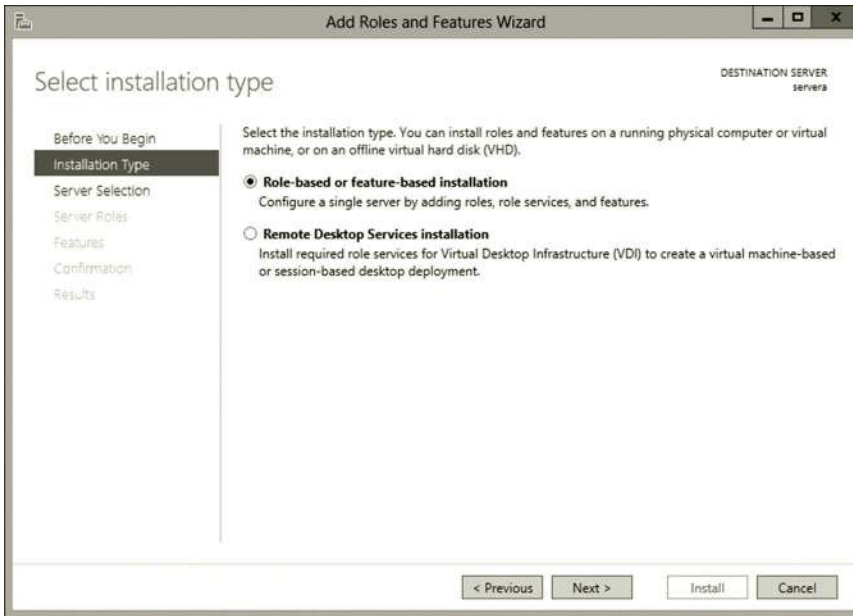 Add Roles and Features Wizard
Select installation type
DESTINATION SERVER
servera
Before You Begin
Installation Type
Server Selection
Server Roles
Features
Confirmation
Results
Select the installation type. You can install roles and features on a running physical computer or virtual
machine, or on an offline virtual hard disk (VHD).
Role-based or feature-based installation
Configure a single server by adding roles, role services, and features.
Remote Desktop Services installation
Install required role services for Virtual Desktop Infrastructure (VDI) to create a virtual machine-based
or session-based desktop deployment.
< Previous
Next >
Install
Cancel